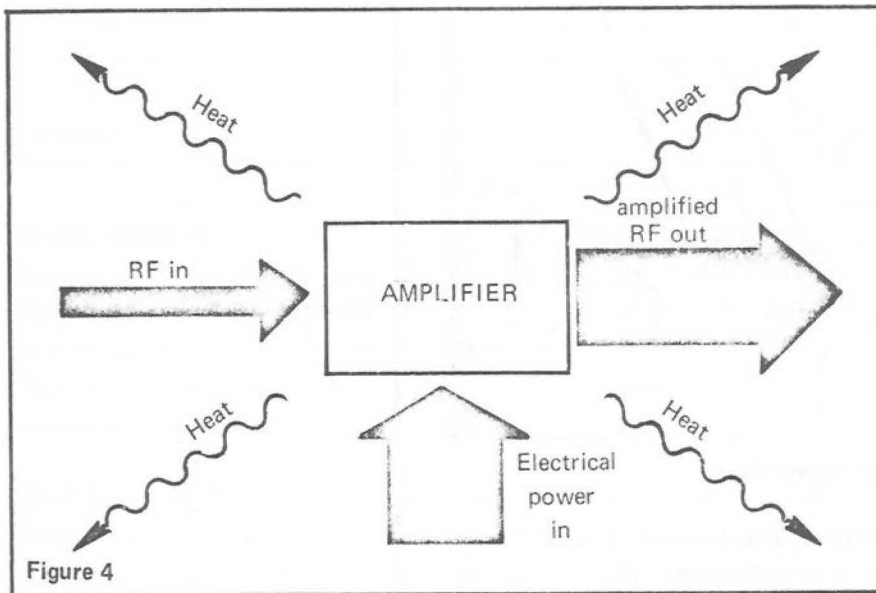 Heat
Heat
amplified
RF out
RF in
AMPLIFIER
Heat
Heat
Electrical
power
in
Figure 4